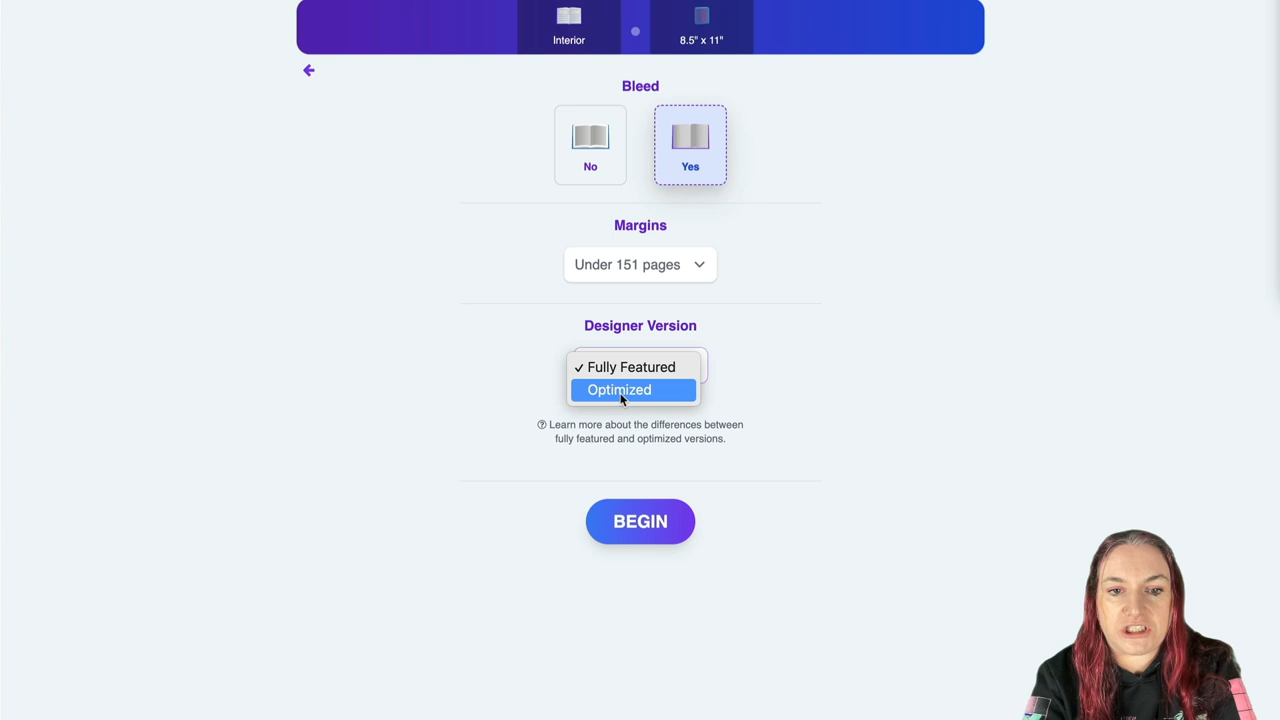 Interior
8.5" x 11"
Bleed
No
Yes
Margins
Under 151 pages
Designer Version
✓ Fully Featured
Optimized
Learn more about the differences between
fully featured and optimized versions.
BEGIN